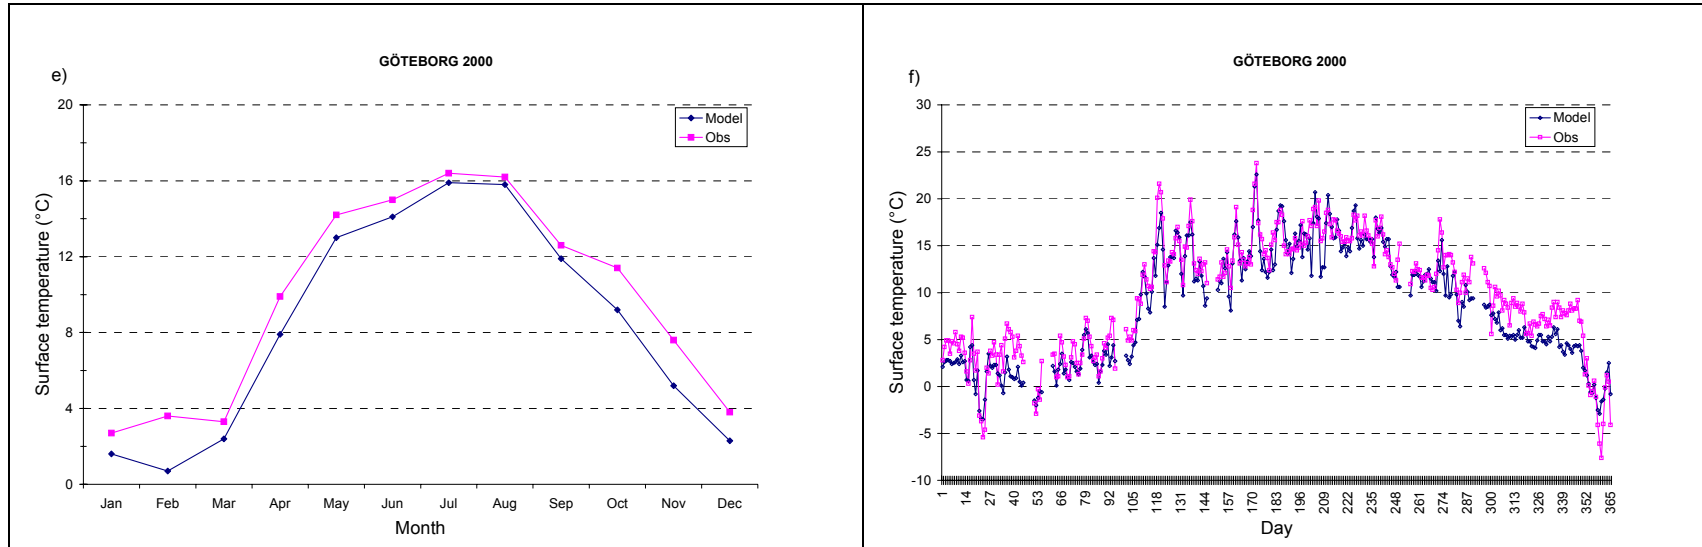 e)
GÖTEBORG 2000
Surface temperature (°C)
20
16
12
8
4
0
Model
Obs
Jan Feb Mar Apr May Jun Jul Aug Sep Oct Nov Dec
Month
f)
GÖTEBORG 2000
Surface temperature (°C)
30
25
20
15
10
5
0
-5
-10
Model
Obs
1 14 27 40 53 66 79 92 105 118 131 144 157 170 183 196 209 222 235 248 261 274 287 300 313 326 339 352 365
Day